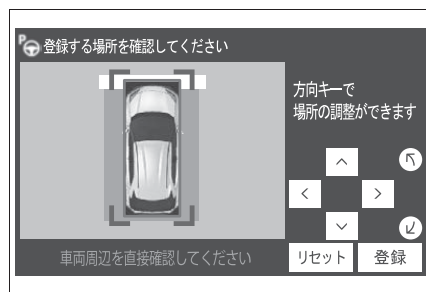 P
登録する場所を確認してください
方向キーで
場所の調整ができます
車両周辺を直接確認してください
リセット
登録